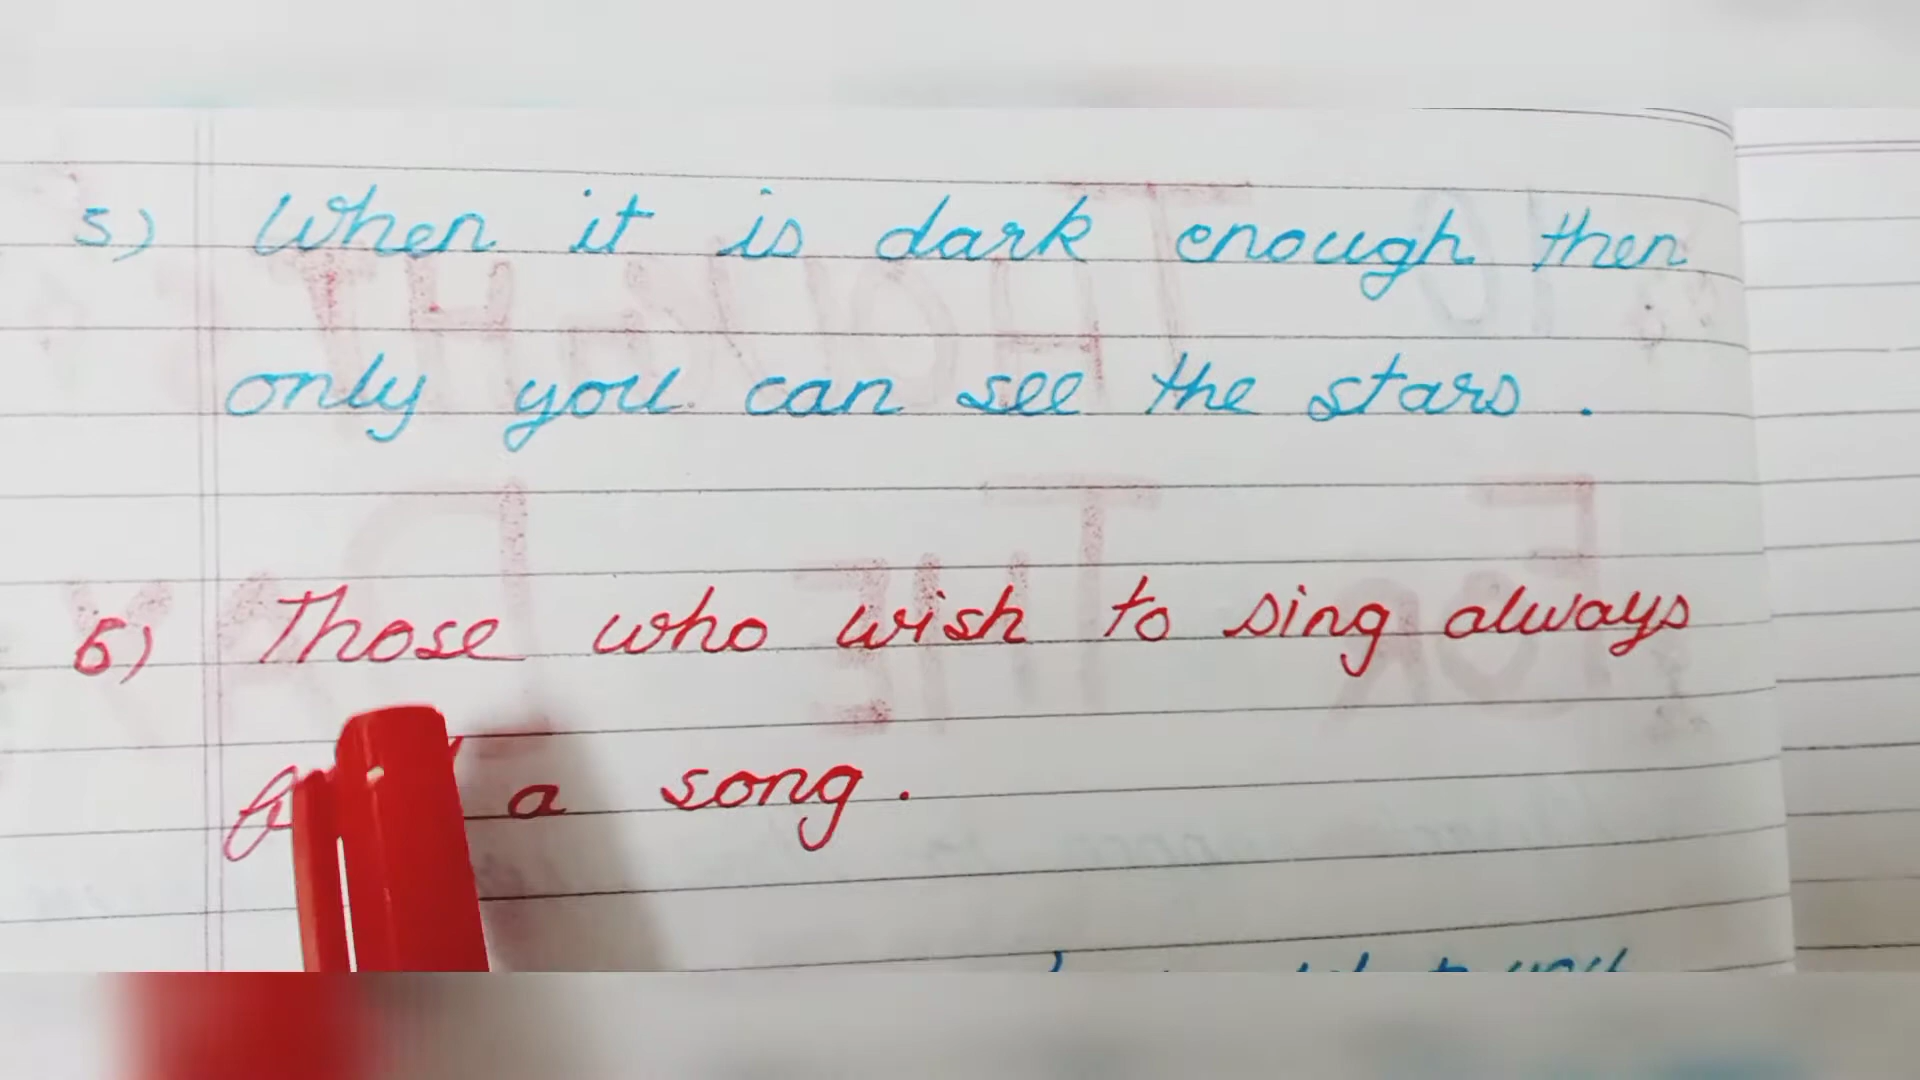 5) When it is dark enough then
only you can see the stars.
6) Those who wish to sing always
a song.